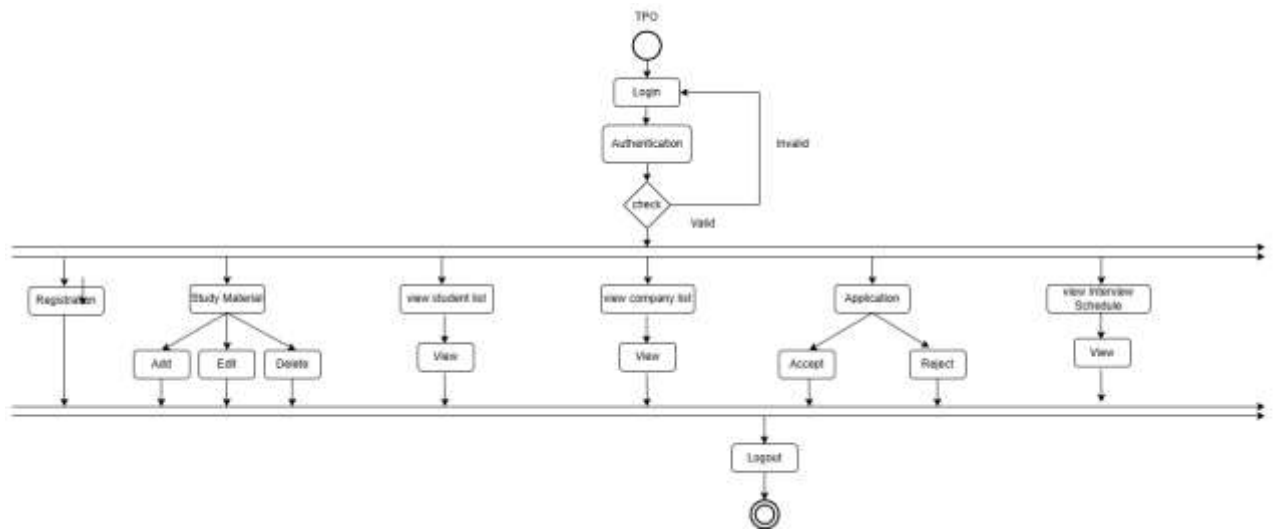 TPO
Login
Authentication
Invalid
check
Valid
Registration
Study Material
view student list
view company list
Application
view Interview
Schedule
Add
Edit
Delete
View
View
Accept
Reject
View
Logout